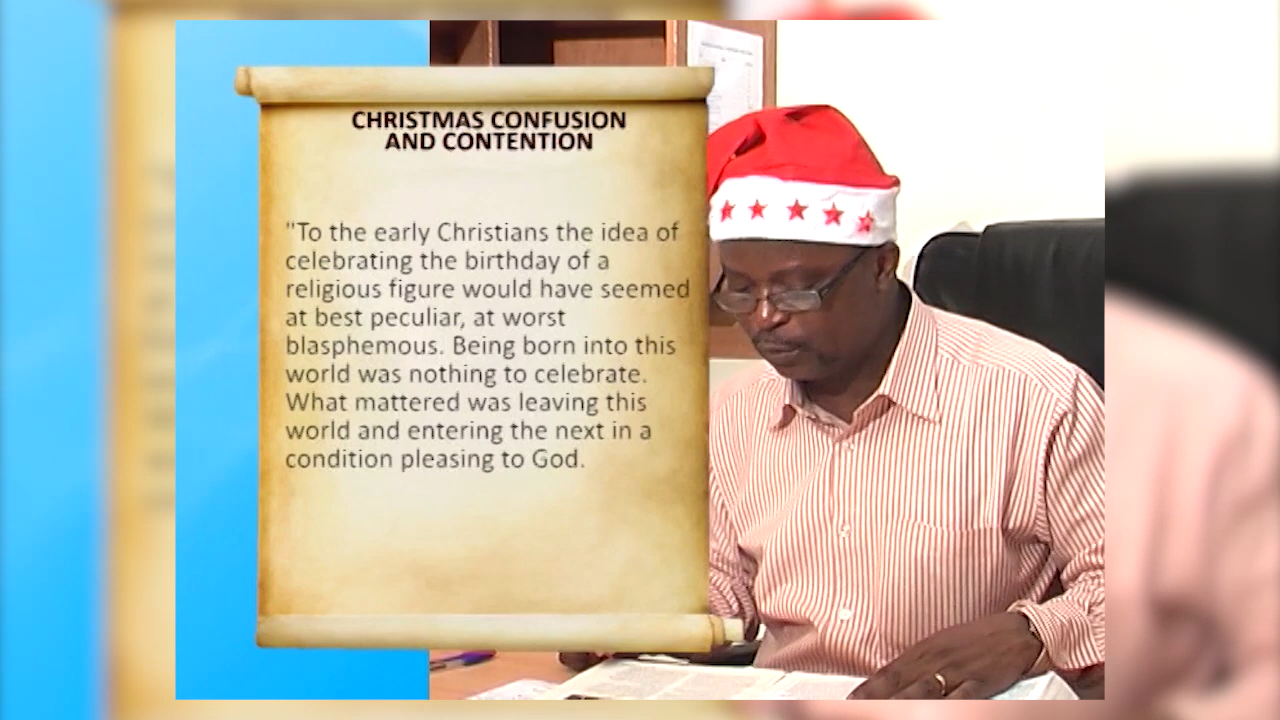 CHRISTMAS CONFUSION
AND CONTENTION
"To the early Christians the idea of
celebrating the birthday of a
religious figure would have seemed
at best peculiar, at worst
blasphemous. Being born into this
world was nothing to celebrate.
What mattered was leaving this
world and entering the next in a
condition pleasing to God.